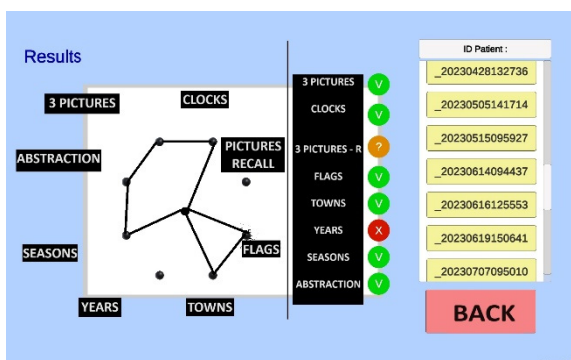 Results
3 PICTURES
CLOCKS
ABSTRACTION
PICTURES
RECALL
SEASONS
FLAGS
YEARS
TOWNS
3 PICTURES V
CLOCKS V
3 PICTURES - R ?
FLAGS V
TOWNS V
YEARS X
SEASONS V
ABSTRACTION V
ID Patient :
_20230428132736
_20230505141714
_20230515095927
_20230614094437
_20230616125553
_20230619150641
_20230707095010
BACK